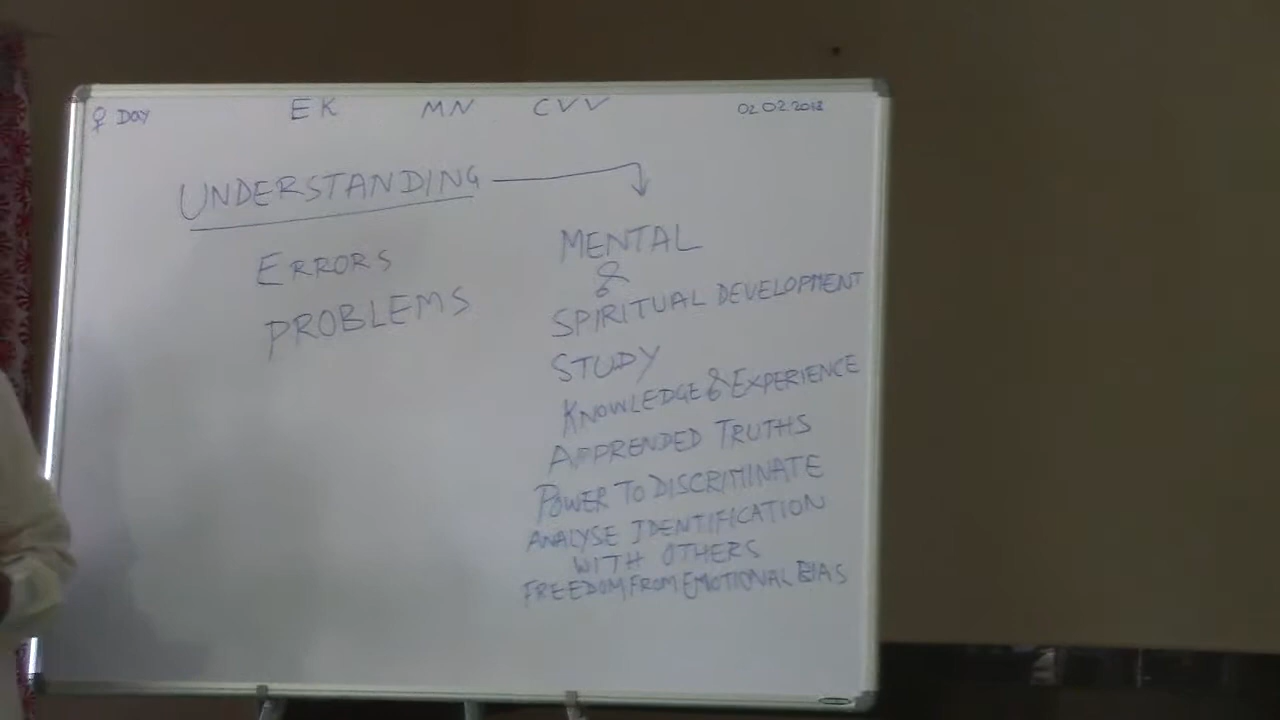 ♀ DAY EK MN CVV 02.02.2018
UNDERSTANDING
ERRORS
PROBLEMS
MENTAL
&
SPIRITUAL DEVELOPMENT
STUDY
KNOWLEDGE & EXPERIENCE
APPRENDED TRUTHS
POWER TO DISCRIMINATE
ANALYSE IDENTIFICATION
WITH OTHERS
FREEDOM FROM EMOTIONAL BIAS